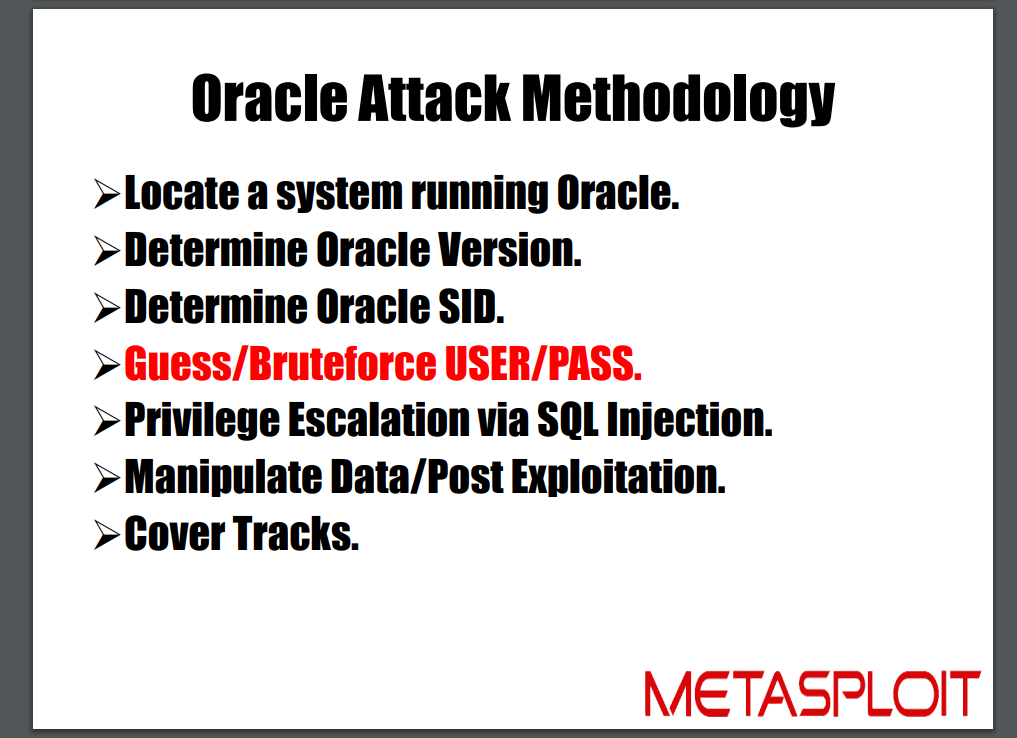 Oracle Attack Methodology
➢Locate a system running Oracle.
➢Determine Oracle Version.
➢Determine Oracle SID.
➢Guess/Bruteforce USER/PASS.
➢Privilege Escalation via SQL Injection.
➢Manipulate Data/Post Exploitation.
➢Cover Tracks.
METASPLOIT